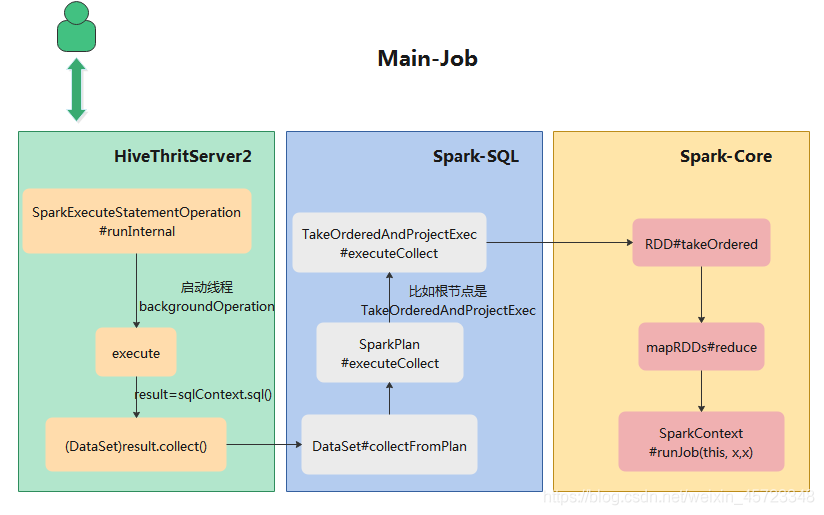 Main-Job
HiveThritServer2
SparkExecuteStatementOperation
#runInternal
启动线程
backgroundOperation
execute
result=sqlContext.sql()
(DataSet)result.collect()
Spark-SQL
TakeOrderedAndProjectExec
#executeCollect
比如根节点是
TakeOrderedAndProjectExec
SparkPlan
#executeCollect
DataSet#collectFromPlan
Spark-Core
RDD#takeOrdered
mapRDDs#reduce
SparkContext
#runJob(this, x,x)
https://blog.csdn.net/weixin_45723348